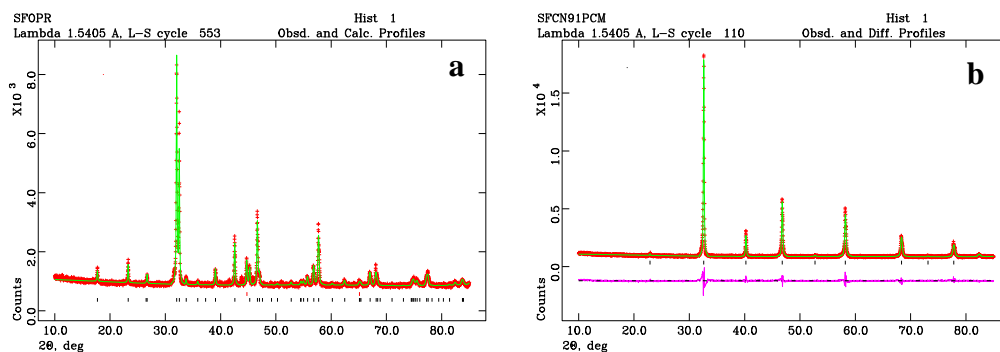 SFOPR Hist 1
Lambda 1.5405 A, L-S cycle 553 Obsd. and Calc. Profiles
a
X10 3
8.0
6.0
4.0
2.0
0.0
Counts
10.0 20.0 30.0 40.0 50.0 60.0 70.0 80.0
2Θ, deg
SFCN91PCM Hist 1
Lambda 1.5405 A, L-S cycle 110 Obsd. and Diff. Profiles
b
X10 4
1.5
1.0
0.5
0.0
Counts
10.0 20.0 30.0 40.0 50.0 60.0 70.0 80.0
2Θ, deg